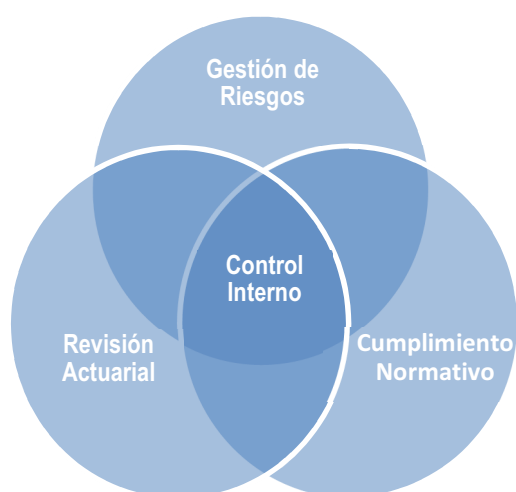 Gestión de
Riesgos
Control
Interno
Revisión
Actuarial
Cumplimiento
Normativo